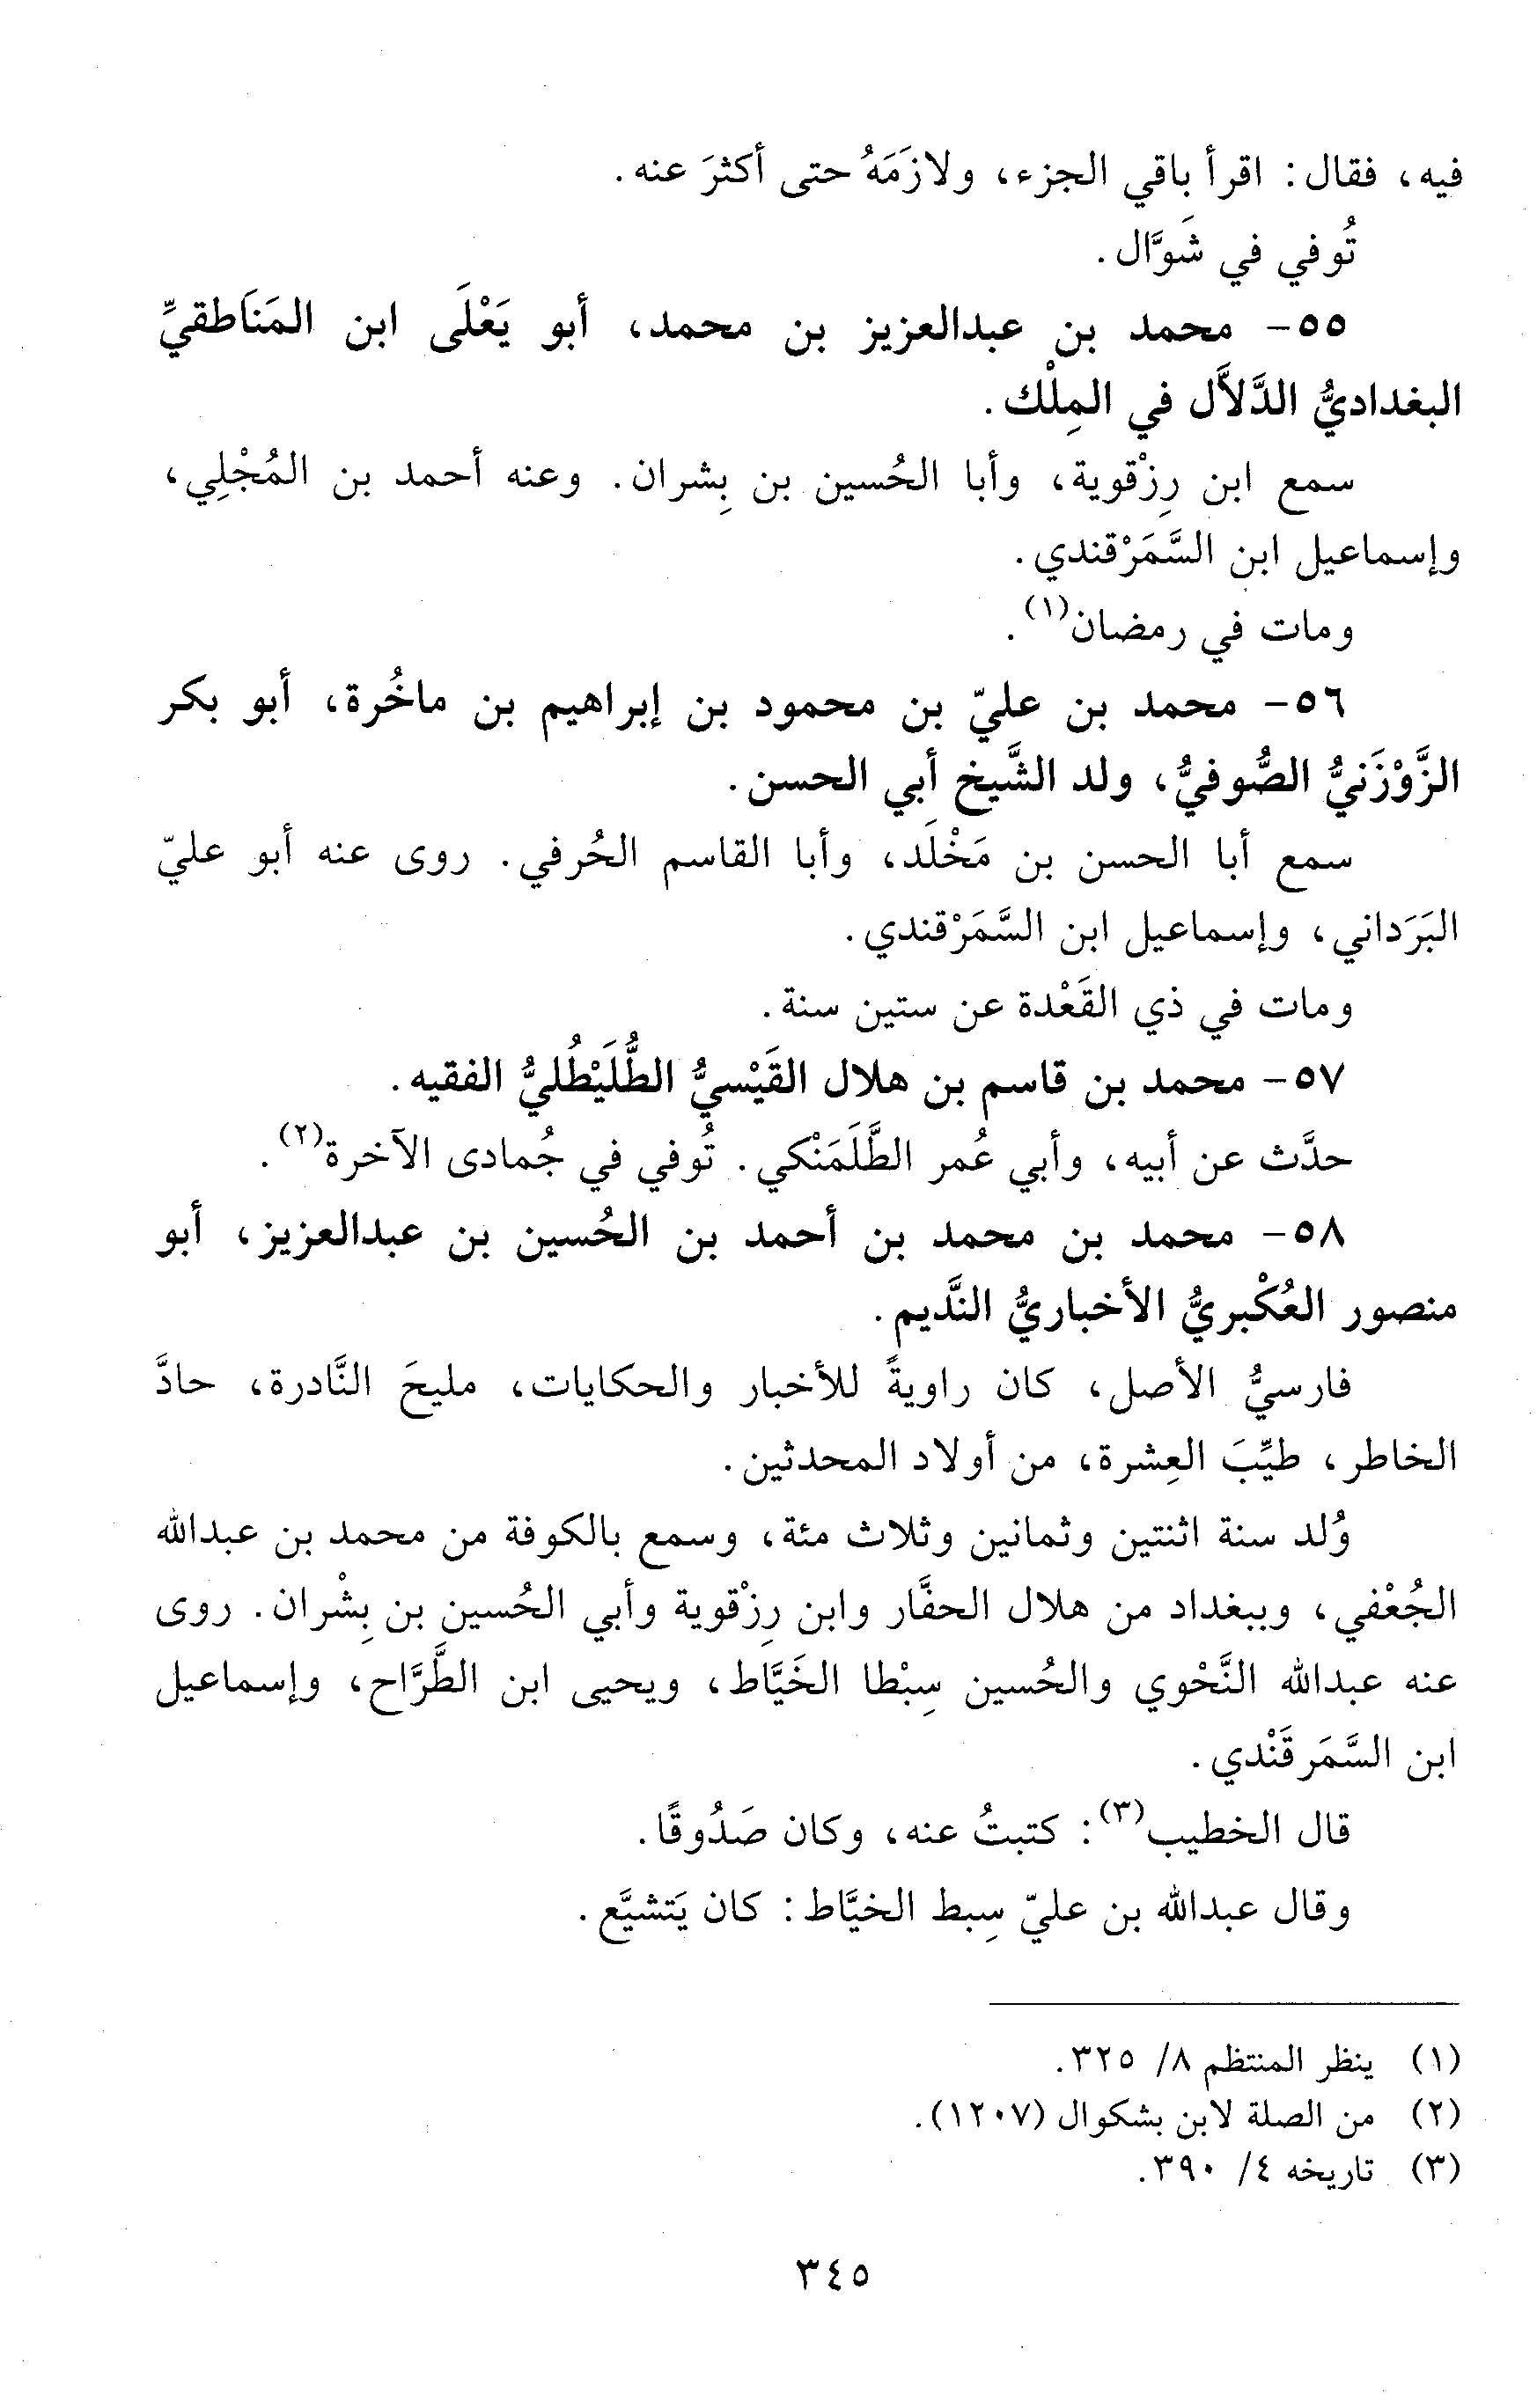 فيه، فقال: اقرأ باقي الجزء، ولازَمَهُ حتى أكثرَ عنه.
تُوفي في شَوَّال.
٥٥- محمد بن عبدالعزيز بن محمد، أبو يَعْلَى ابن المَنَاطقيِّ
البغداديُّ الدَّلاَّل في المِلْك.
سمع ابن رِزْقوية، وأبا الحُسين بن بِشران. وعنه أحمد بن المُجْلِي،
وإسماعيل ابن السَّمَرْقندي.
ومات في رمضان(١).
٥٦- محمد بن عليّ بن محمود بن إبراهيم بن ماخُرة، أبو بكر
الزَّوْزَنيُّ الصُّوفيُّ، ولد الشَّيخ أبي الحسن.
سمع أبا الحسن بن مَخْلَد، وأبا القاسم الحُرفي. روى عنه أبو عليّ
البَرَداني، وإسماعيل ابن السَّمَرْقندي.
ومات في ذي القَعْدة عن ستين سنة.
٥٧- محمد بن قاسم بن هلال القَيْسيُّ الطُّلَيْطُليُّ الفقيه.
حدَّث عن أبيه، وأبي عُمر الطَّلَمَنْكي. تُوفي في جُمادى الآخرة(٢).
٥٨- محمد بن محمد بن أحمد بن الحُسين بن عبدالعزيز، أبو
منصور العُكْبريُّ الأخباريُّ النَّديم.
فارسيُّ الأصل، كان راويةً للأخبار والحكايات، مليحَ النَّادرة، حادَّ
الخاطر، طيِّبَ العِشرة، من أولاد المحدثين.
وُلد سنة اثنتين وثمانين وثلاث مئة، وسمع بالكوفة من محمد بن عبدالله
الجُعْفي، وببغداد من هلال الحفَّار وابن رِزْقوية وأبي الحُسين بن بِشْران. روى
عنه عبدالله النَّحْوي والحُسين سِبْطا الخَيَّاط، ويحيى ابن الطَّرَّاح، وإسماعيل
ابن السَّمَرقَنْدي.
قال الخطيب(٣): كتبتُ عنه، وكان صَدُوقًا.
وقال عبدالله بن عليّ سِبط الخيَّاط: كان يَتشيَّع.
(١) ينظر المنتظم ٨/ ٣٢٥.
(٢) من الصلة لابن بشكوال (١٢٠٧).
(٣) تاريخه ٤/ ٣٩٠.
٣٤٥